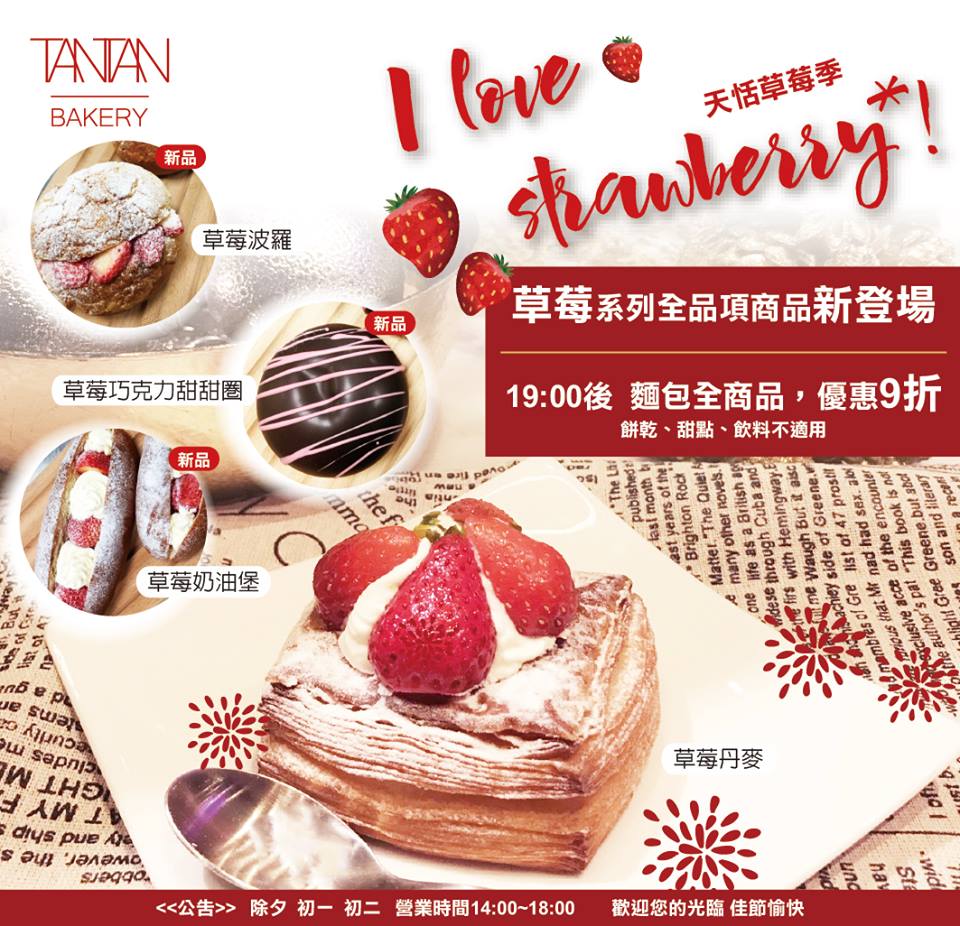 TANTAN
BAKERY
I love
strawberry*!
天恬草莓季
新品
草莓波羅
新品
草莓巧克力甜甜圈
新品
草莓奶油堡
草莓系列全品項商品新登場
19:00後 麵包全商品，優惠9折
餅乾、甜點、飲料不適用
草莓丹麥
<<公告>> 除夕 初一 初二 營業時間14:00~18:00 歡迎您的光臨 佳節愉快